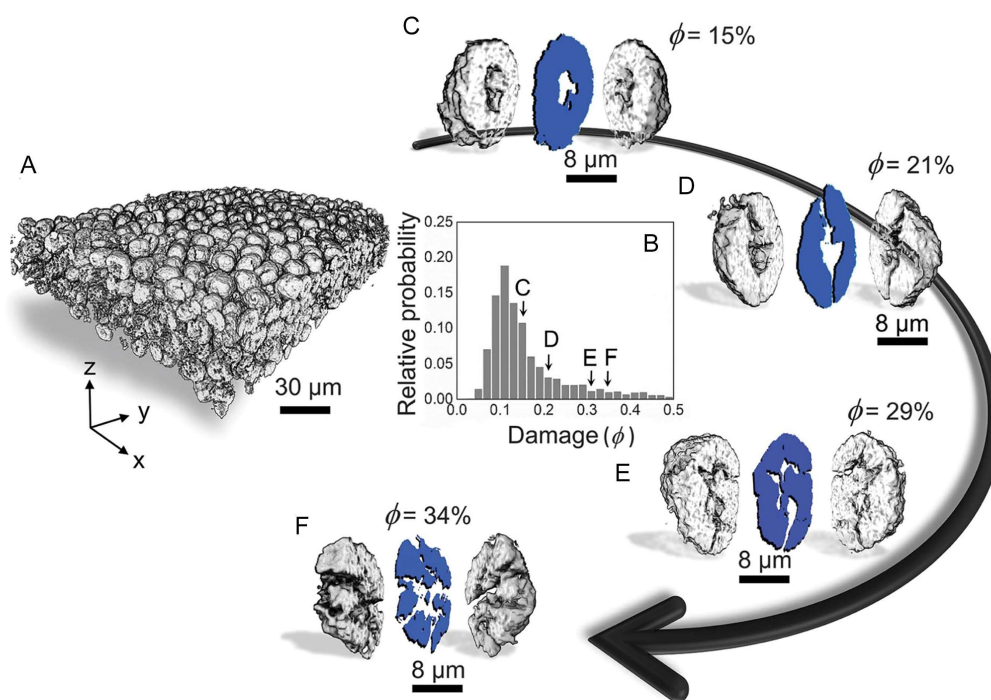 A
z
y
x
30 µm
B
Relative probability
0.25
0.20
0.15
0.10
0.05
0.00
C
D
E
F
0.0 0.1 0.2 0.3 0.4 0.5
Damage (ϕ)
C
ϕ= 15%
8 µm
D
ϕ= 21%
8 µm
E
ϕ= 29%
8 µm
F
ϕ= 34%
8 µm